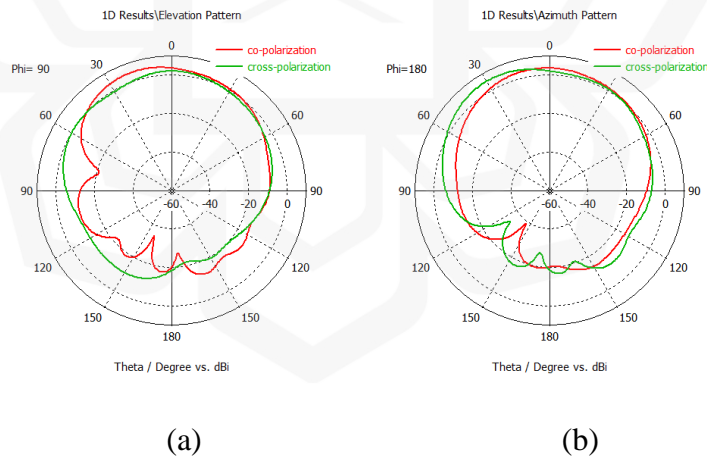 1D Results\Elevation Pattern
Phi= 90
0
30
30
60
60
90
90
120
120
150
150
180
-60
-40
-20
0
co-polarization
cross-polarization
Theta / Degree vs. dBi
(a)
1D Results\Azimuth Pattern
Phi=180
0
30
30
60
60
90
90
120
120
150
150
180
-60
-40
-20
0
co-polarization
cross-polarization
Theta / Degree vs. dBi
(b)